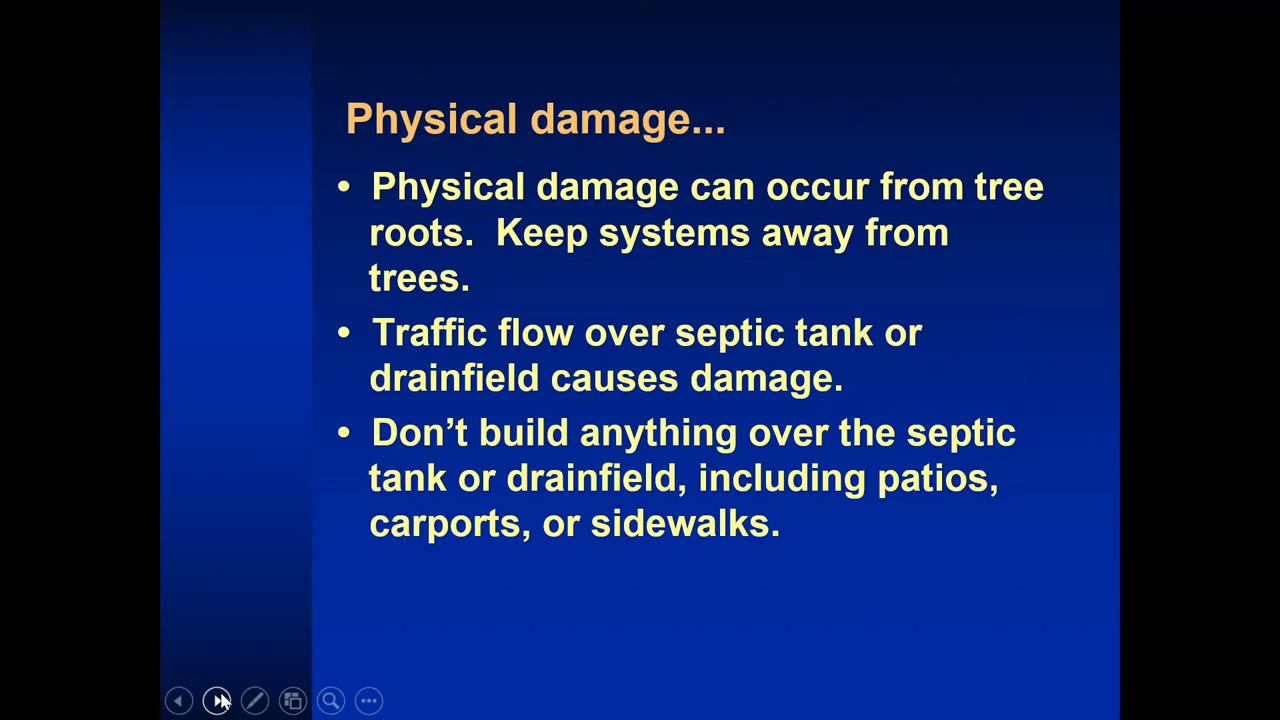 Physical damage...
• Physical damage can occur from tree
roots.  Keep systems away from
trees.
• Traffic flow over septic tank or
drainfield causes damage.
• Don’t build anything over the septic
tank or drainfield, including patios,
carports, or sidewalks.